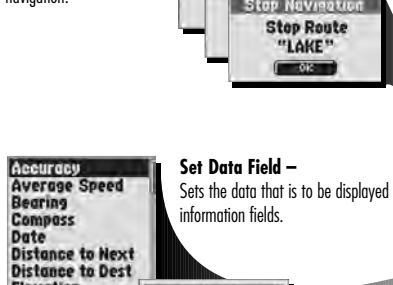 navigation.
Stop Navigation
Stop Route
"LAKE"
OK
Set Data Field –
Sets the data that is to be displayed
information fields.
Accuracy
Average Speed
Bearing
Compass
Date
Distance to Next
Distance to Dest
Elevation